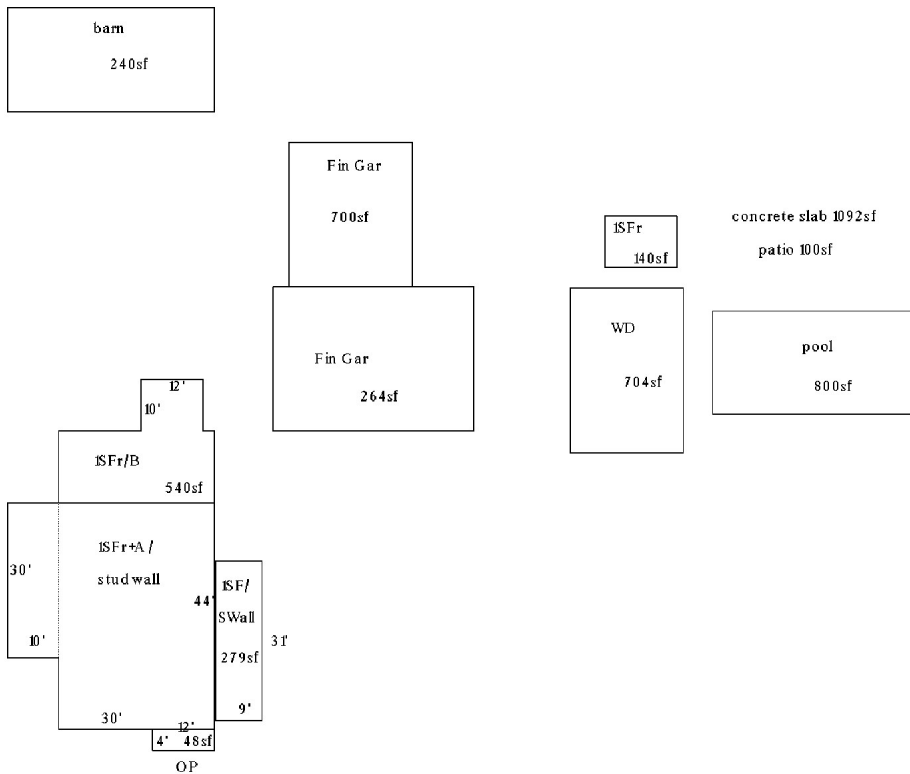 barn
240sf
Fin Gar
700sf
1SFr
140sf
concrete slab 1092sf
patio 100sf
Fin Gar
264sf
WD
704sf
pool
800sf
12'
10'
1SFr/B
540sf
1SFr+A/
stud wall
30'
10'
44'
1SF/
SWall
279sf
31'
9'
30'
12'
4' 48sf
OP